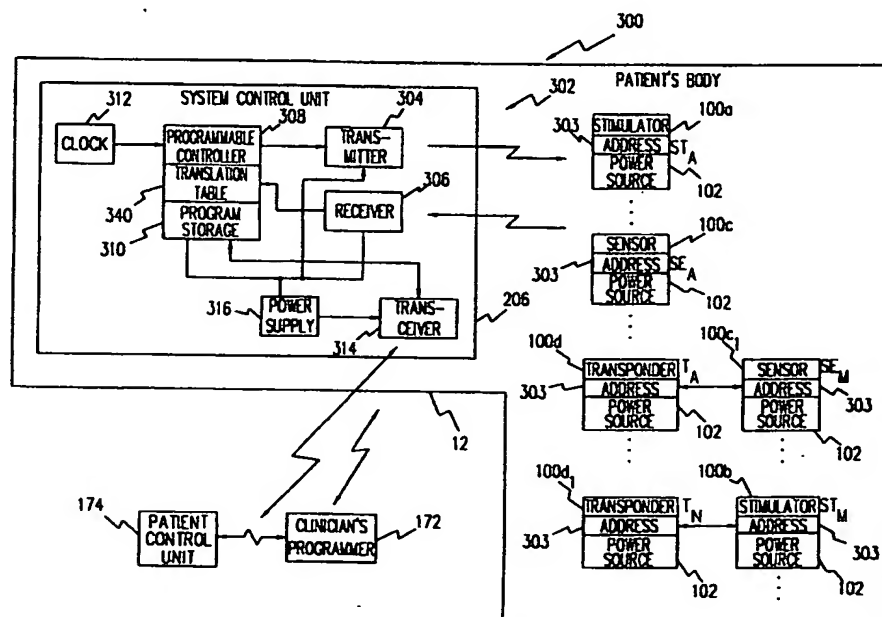 300
PATIENT'S BODY
SYSTEM CONTROL UNIT
312
308
304
302
100a
CLOCK
PROGRAMMABLE
CONTROLLER
TRANS-
MITTER
303
STIMULATOR
ADDRESS
ST A
POWER
SOURCE
102
TRANSLATION
TABLE
306
340
PROGRAM
STORAGE
310
RECEIVER
100c
SENSOR
303
ADDRESS
SE A
POWER
SOURCE
102
316
POWER
SUPPLY
TRANS-
CEIVER
314
206
100d
TRANSPONDER
T A
303
ADDRESS
POWER
SOURCE
102
100c1
SENSOR
SE M
ADDRESS
303
POWER
SOURCE
102
12
100d1
TRANSPONDER
T N
303
ADDRESS
POWER
SOURCE
102
100b
STIMULATOR
ST M
ADDRESS
303
POWER
SOURCE
102
174
PATIENT
CONTROL
UNIT
CLINICIAN'S
PROGRAMMER
172